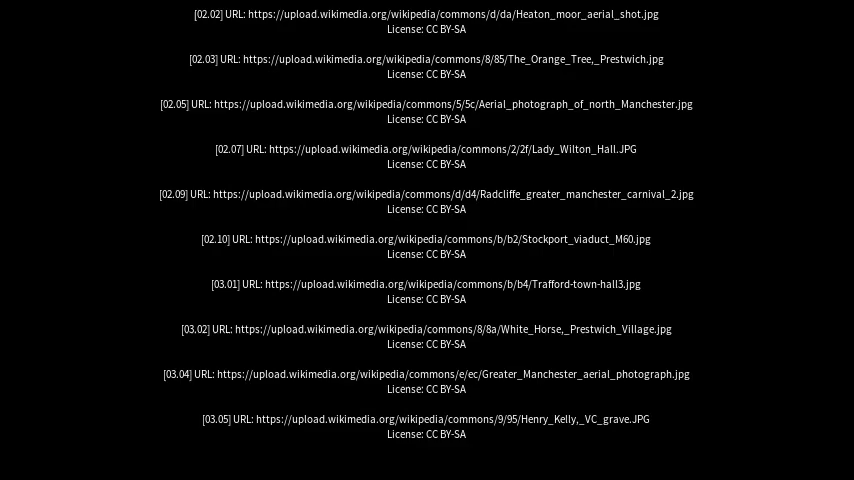 [02.02] URL: https://upload.wikimedia.org/wikipedia/commons/d/da/Heaton_moor_aerial_shot.jpg
License: CC BY-SA
[02.03] URL: https://upload.wikimedia.org/wikipedia/commons/8/85/The_Orange_Tree,_Prestwich.jpg
License: CC BY-SA
[02.05] URL: https://upload.wikimedia.org/wikipedia/commons/5/5c/Aerial_photograph_of_north_Manchester.jpg
License: CC BY-SA
[02.07] URL: https://upload.wikimedia.org/wikipedia/commons/2/2f/Lady_Wilton_Hall.JPG
License: CC BY-SA
[02.09] URL: https://upload.wikimedia.org/wikipedia/commons/d/d4/Radcliffe_greater_manchester_carnival_2.jpg
License: CC BY-SA
[02.10] URL: https://upload.wikimedia.org/wikipedia/commons/b/b2/Stockport_viaduct_M60.jpg
License: CC BY-SA
[03.01] URL: https://upload.wikimedia.org/wikipedia/commons/b/b4/Trafford-town-hall3.jpg
License: CC BY-SA
[03.02] URL: https://upload.wikimedia.org/wikipedia/commons/8/8a/White_Horse,_Prestwich_Village.jpg
License: CC BY-SA
[03.04] URL: https://upload.wikimedia.org/wikipedia/commons/e/ec/Greater_Manchester_aerial_photograph.jpg
License: CC BY-SA
[03.05] URL: https://upload.wikimedia.org/wikipedia/commons/9/95/Henry_Kelly,_VC_grave.JPG
License: CC BY-SA